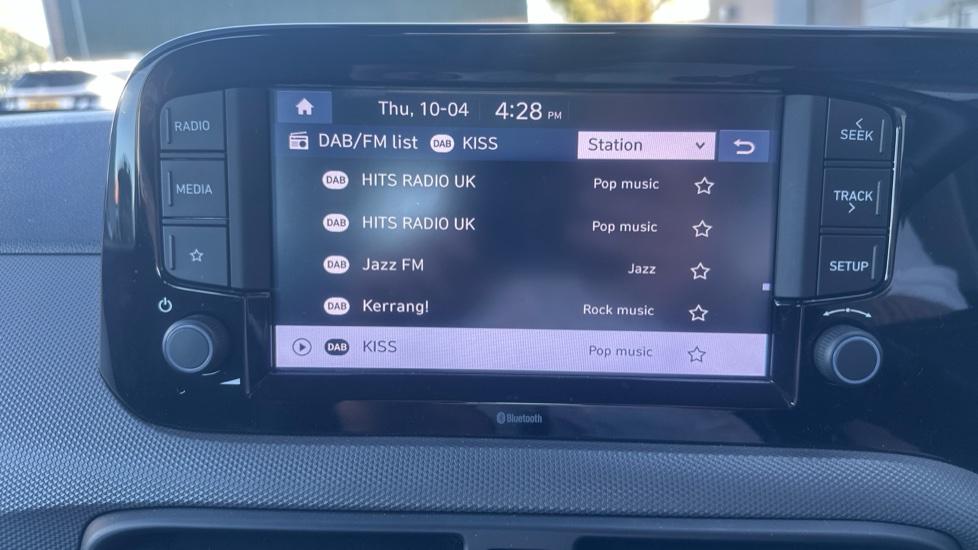 Thu, 10-04 4:28 PM
DAB/FM list DAB KISS Station
DAB HITS RADIO UK Pop music
DAB HITS RADIO UK Pop music
DAB Jazz FM Jazz
DAB Kerrang! Rock music
DAB KISS Pop music
RADIO
MEDIA
SEEK
TRACK
SETUP
Bluetooth